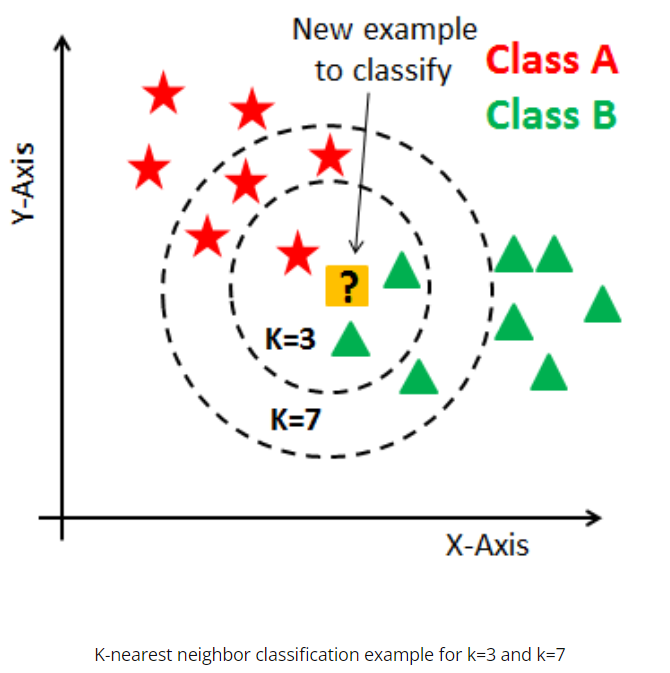 New example
to classify
Class A
Class B
Y-Axis
?
K=3
K=7
X-Axis
K-nearest neighbor classification example for k=3 and k=7